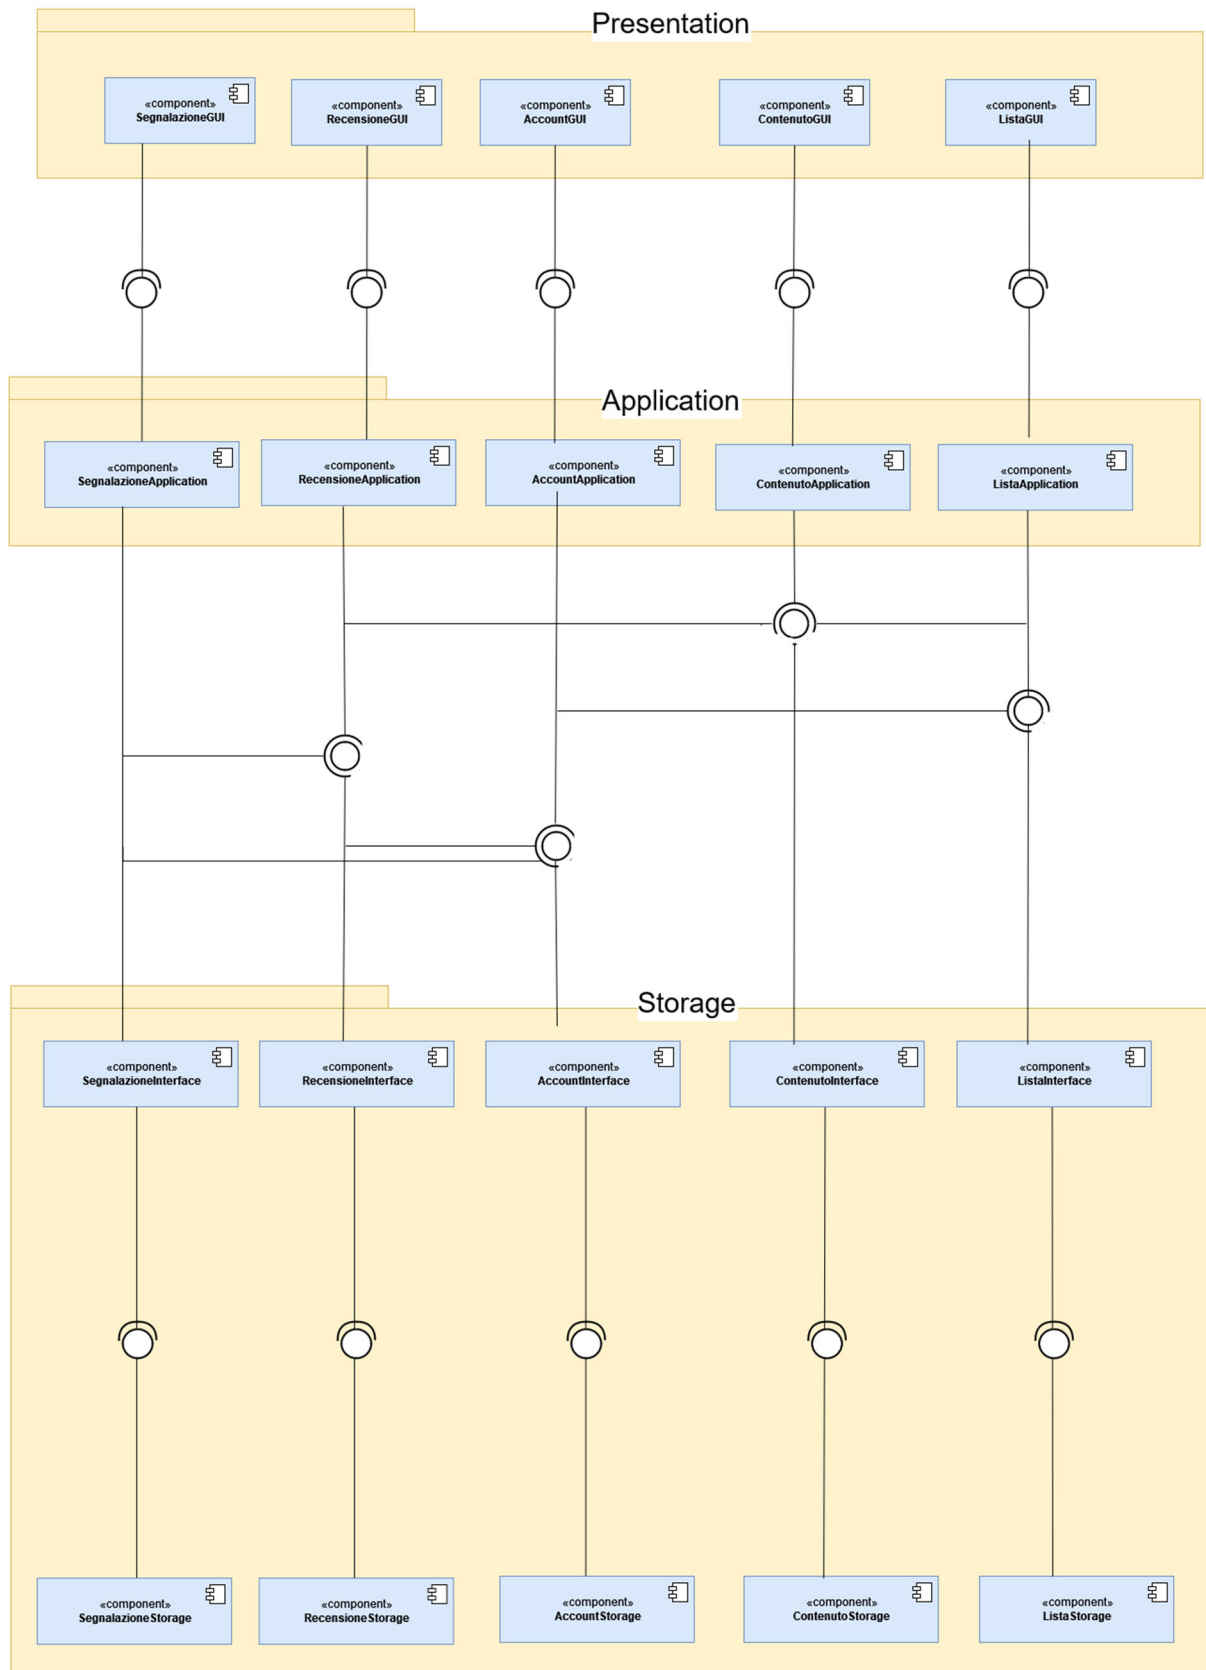 Presentation
«component»
SegnalazioneGUI
«component»
RecensioneGUI
«component»
AccountGUI
«component»
ContenutoGUI
«component»
ListaGUI
Application
«component»
SegnalazioneApplication
«component»
RecensioneApplication
«component»
AccountApplication
«component»
ContenutoApplication
«component»
ListaApplication
Storage
«component»
SegnalazioneInterface
«component»
RecensioneInterface
«component»
AccountInterface
«component»
ContenutoInterface
«component»
ListaInterface
«component»
SegnalazioneStorage
«component»
RecensioneStorage
«component»
AccountStorage
«component»
ContenutoStorage
«component»
ListaStorage